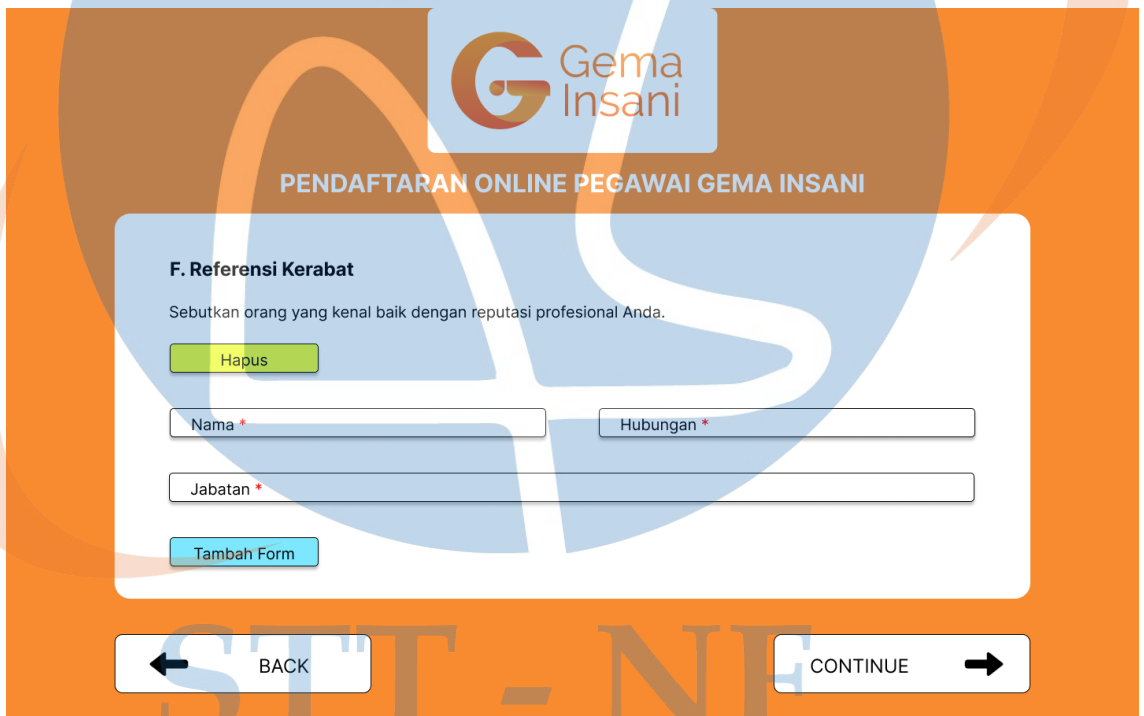 Gema
Insani
PENDAFTARAN ONLINE PEGAWAI GEMA INSANI
F. Referensi Kerabat
Sebutkan orang yang kenal baik dengan reputasi profesional Anda.
Hapus
Nama * Hubungan *
Jabatan *
Tambah Form
BACK CONTINUE
STT - NF